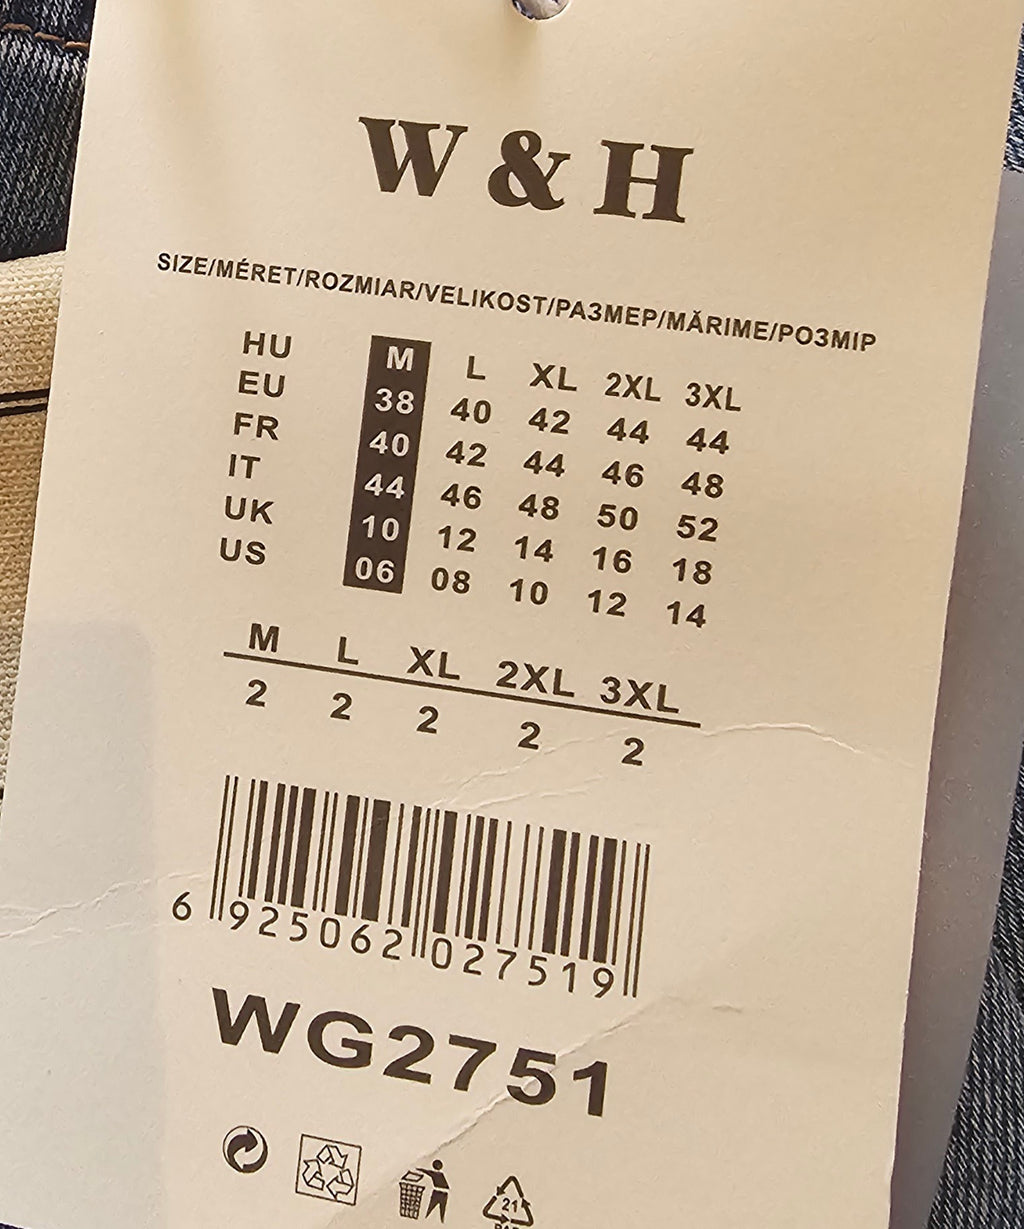 W & H
SIZE/MÉRET/ROZMIAR/VELIKOST/PA3MEP/MĂRIME/PO3MIP
HU M L XL 2XL 3XL
EU 38 40 42 44 44
FR 40 42 44 46 48
IT 44 46 48 50 52
UK 10 12 14 16 18
US 06 08 10 12 14
M L XL 2XL 3XL
2 2 2 2 2
6 925062 027519
WG2751
21